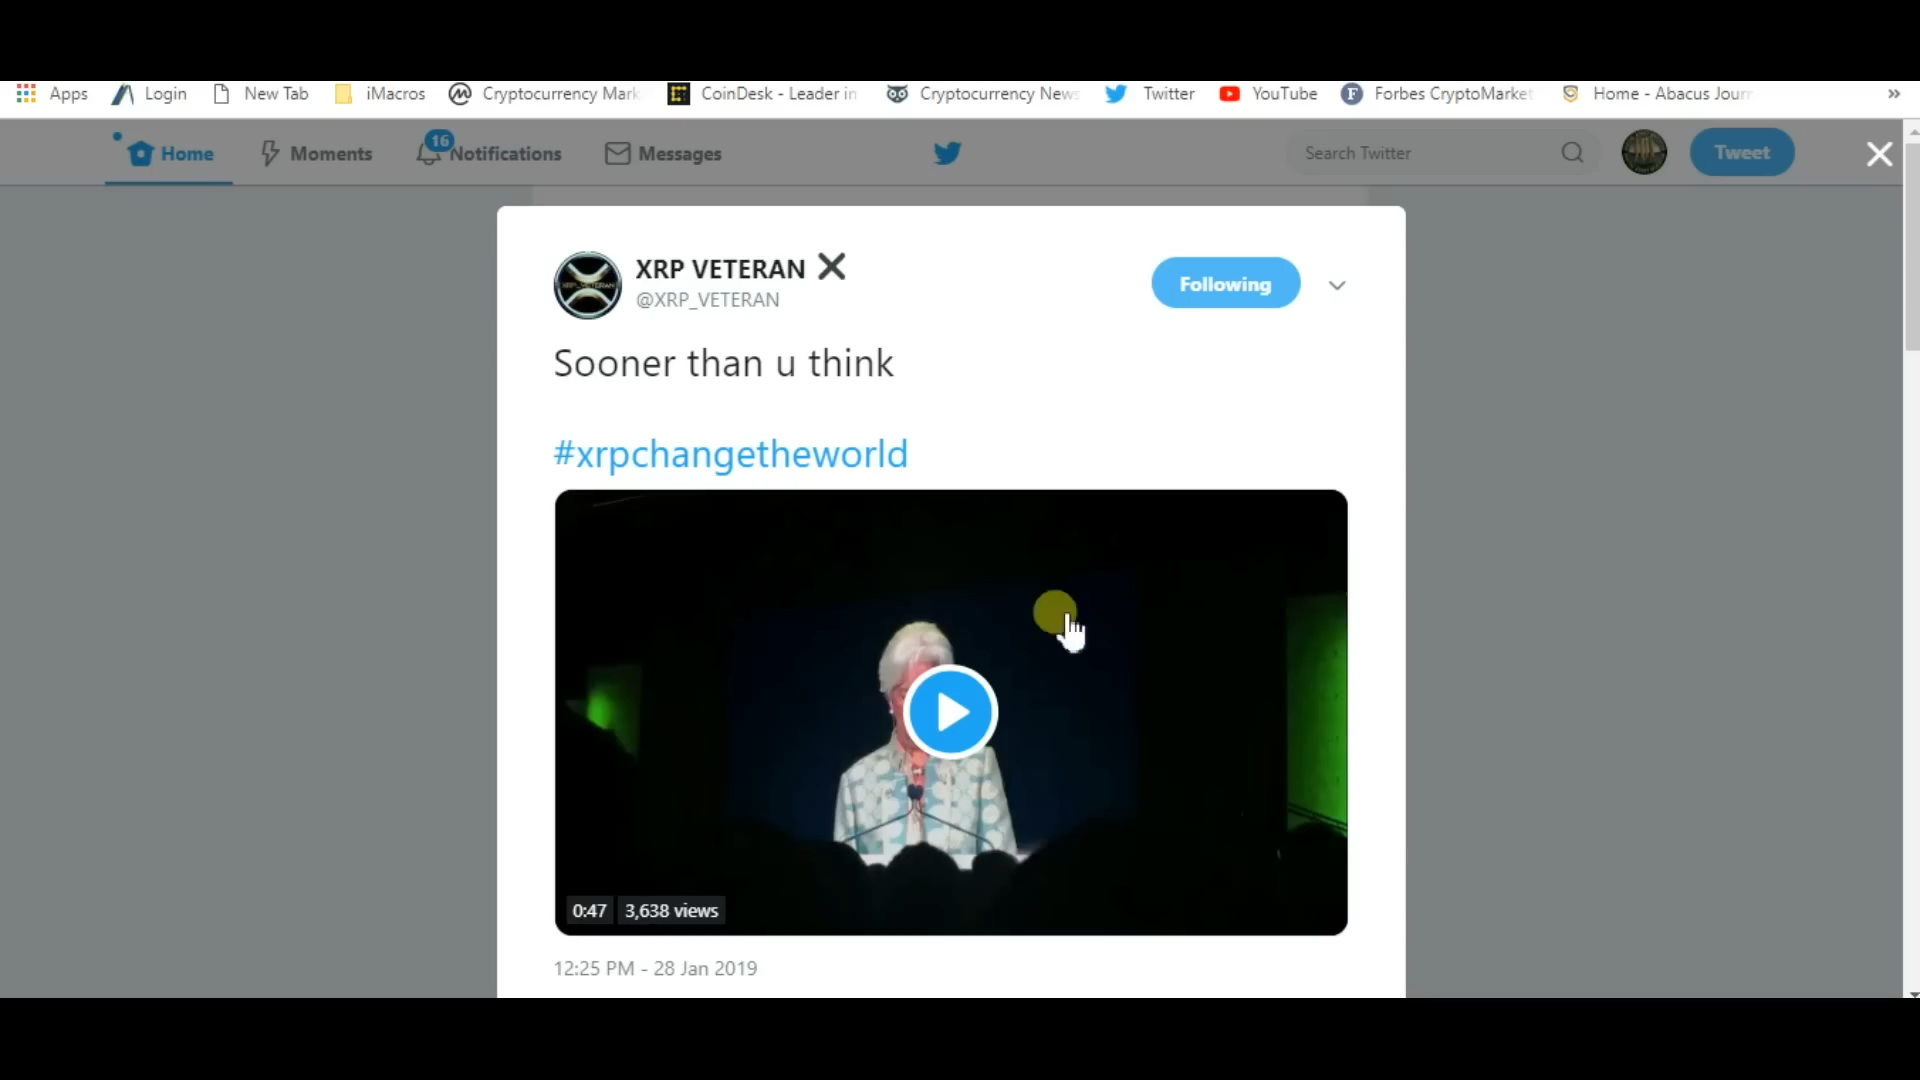 Apps Login New Tab iMacros Cryptocurrency Mark CoinDesk - Leader in Cryptocurrency News Twitter YouTube Forbes CryptoMarket Home - Abacus Journ »
Home Moments 16 Notifications Messages Search Twitter Tweet
XRP VETERAN
@XRP_VETERAN
Following
Sooner than u think
#xrpchangetheworld
0:47 3,638 views
12:25 PM - 28 Jan 2019